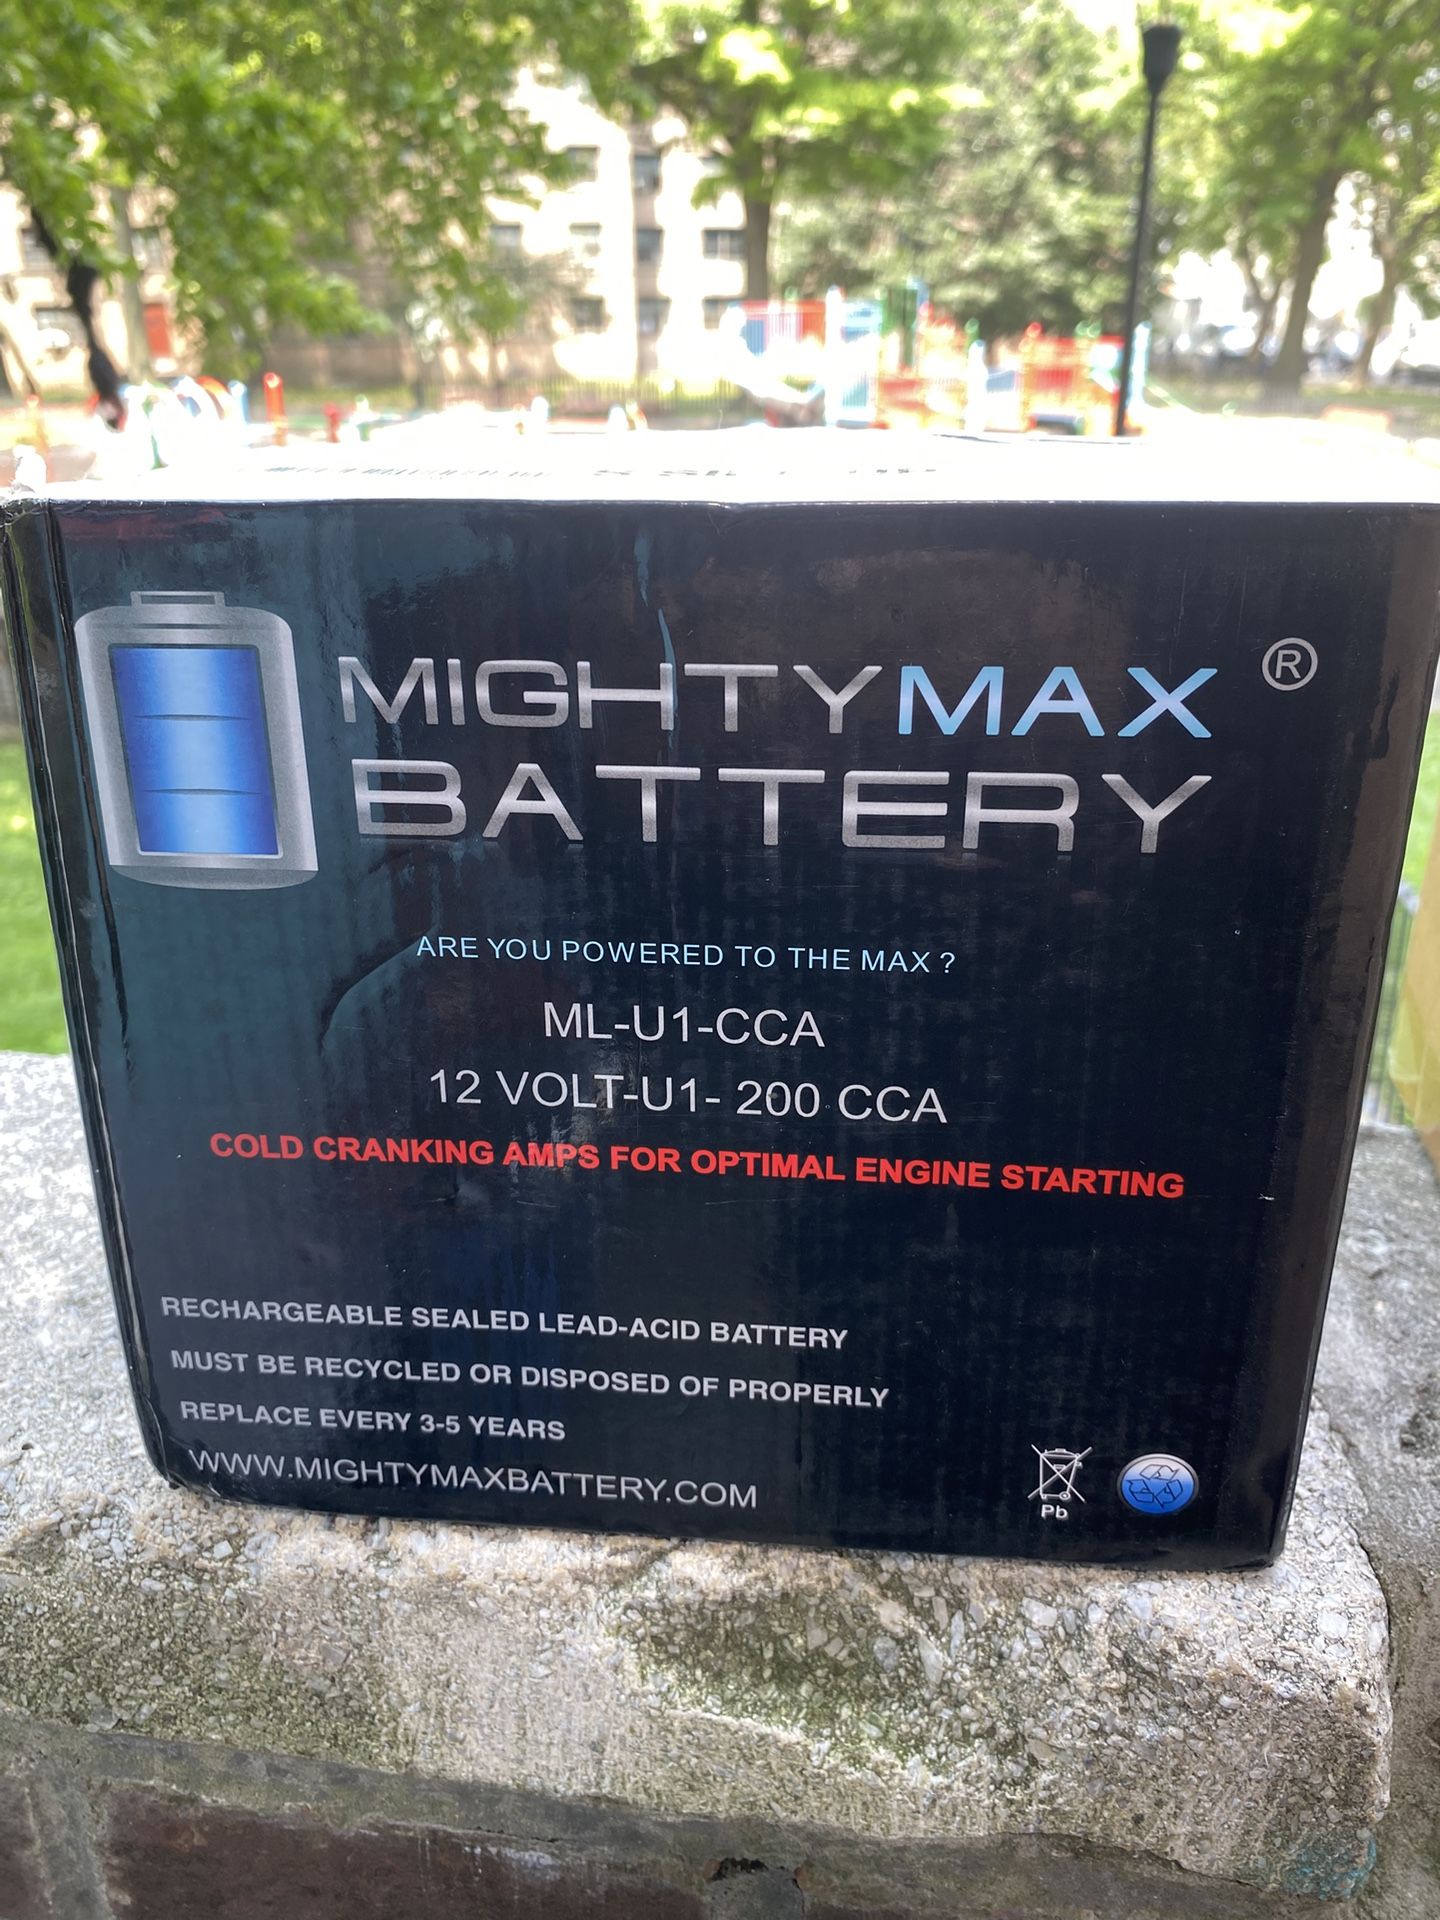 MIGHTYMAX ®
BATTERY
ARE YOU POWERED TO THE MAX ?
ML-U1-CCA
12 VOLT-U1- 200 CCA
COLD CRANKING AMPS FOR OPTIMAL ENGINE STARTING
RECHARGEABLE SEALED LEAD-ACID BATTERY
MUST BE RECYCLED OR DISPOSED OF PROPERLY
REPLACE EVERY 3-5 YEARS
WWW.MIGHTYMAXBATTERY.COM
Pb